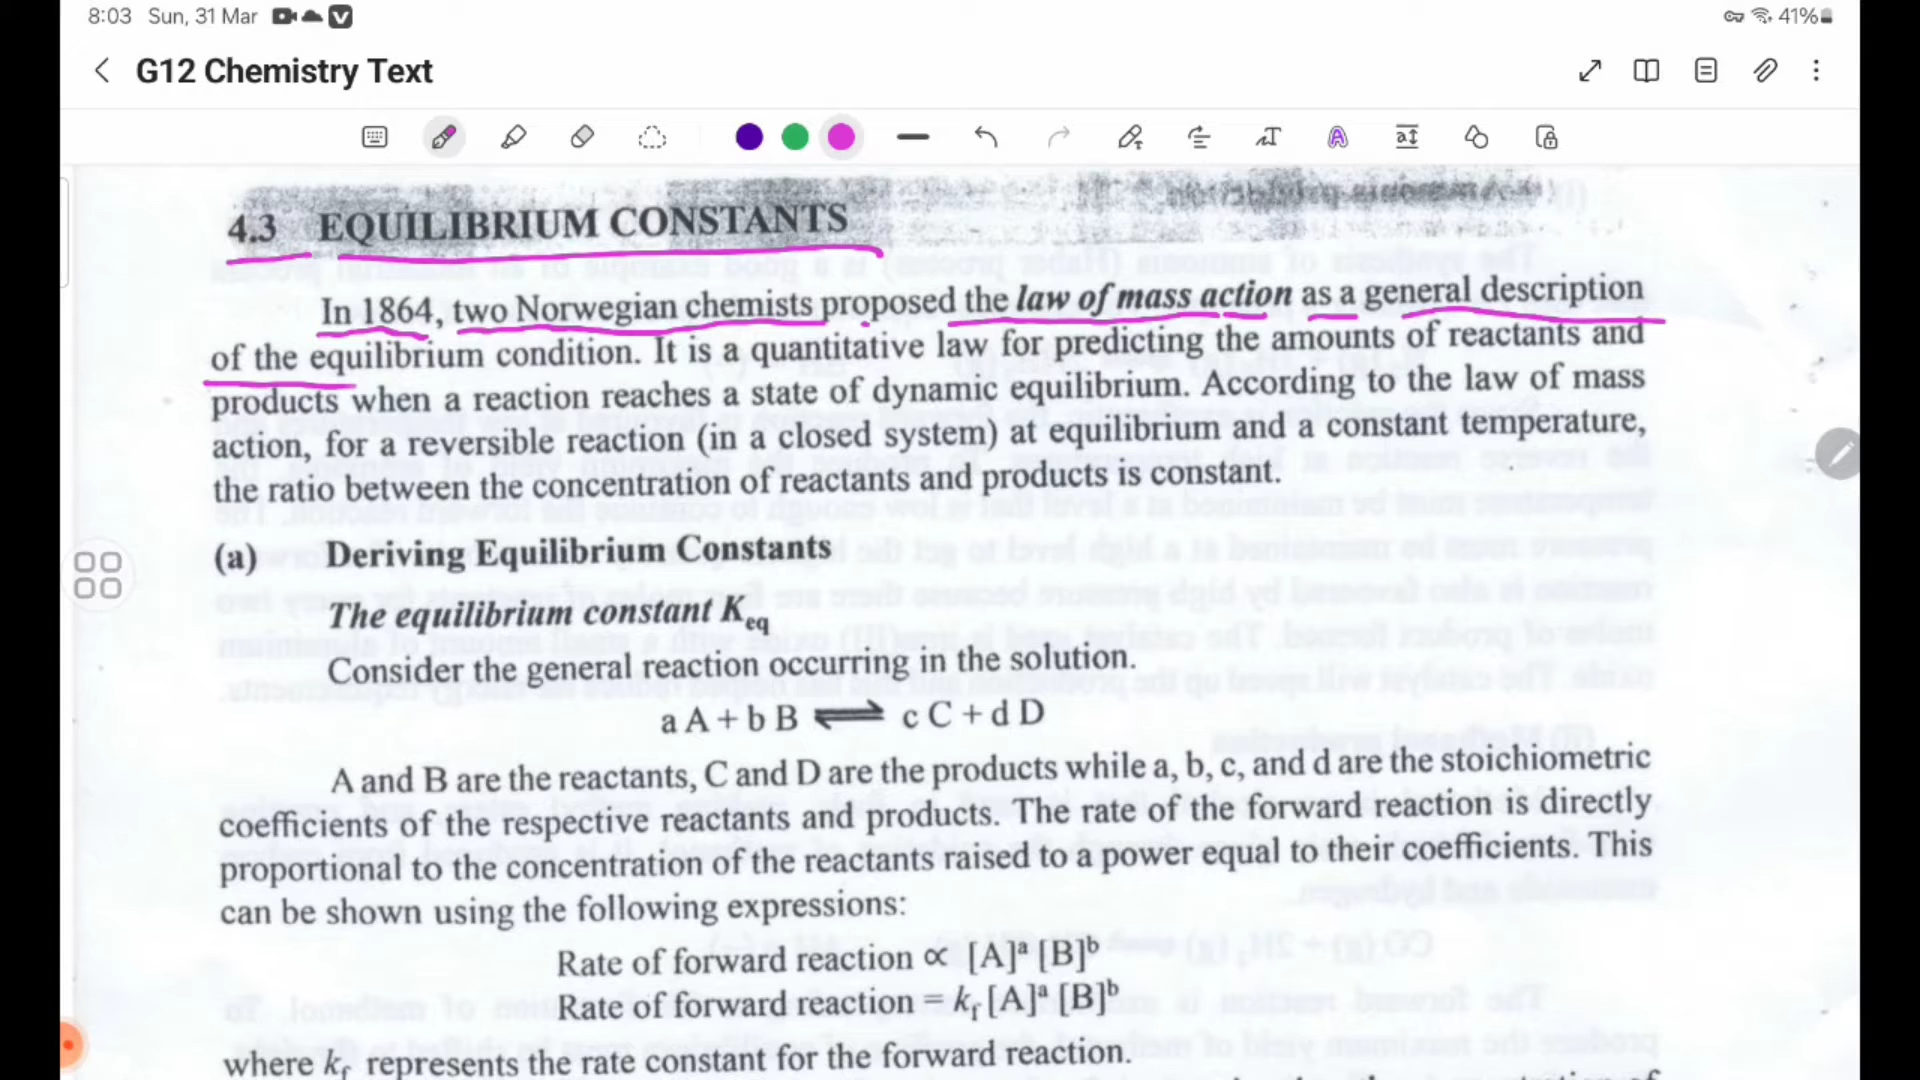 8:03 Sun, 31 Mar
41%
G12 Chemistry Text
4.3 EQUILIBRIUM CONSTANTS
In 1864, two Norwegian chemists proposed the law of mass action as a general description
of the equilibrium condition. It is a quantitative law for predicting the amounts of reactants and
products when a reaction reaches a state of dynamic equilibrium. According to the law of mass
action, for a reversible reaction (in a closed system) at equilibrium and a constant temperature,
the ratio between the concentration of reactants and products is constant.
(a) Deriving Equilibrium Constants
The equilibrium constant Keq
Consider the general reaction occurring in the solution.
a A + b B ⇌ c C + d D
A and B are the reactants, C and D are the products while a, b, c, and d are the stoichiometric
coefficients of the respective reactants and products. The rate of the forward reaction is directly
proportional to the concentration of the reactants raised to a power equal to their coefficients. This
can be shown using the following expressions:
Rate of forward reaction ∝ [A]ᵃ [B]ᵇ
Rate of forward reaction = kf [A]ᵃ [B]ᵇ
where kf represents the rate constant for the forward reaction.